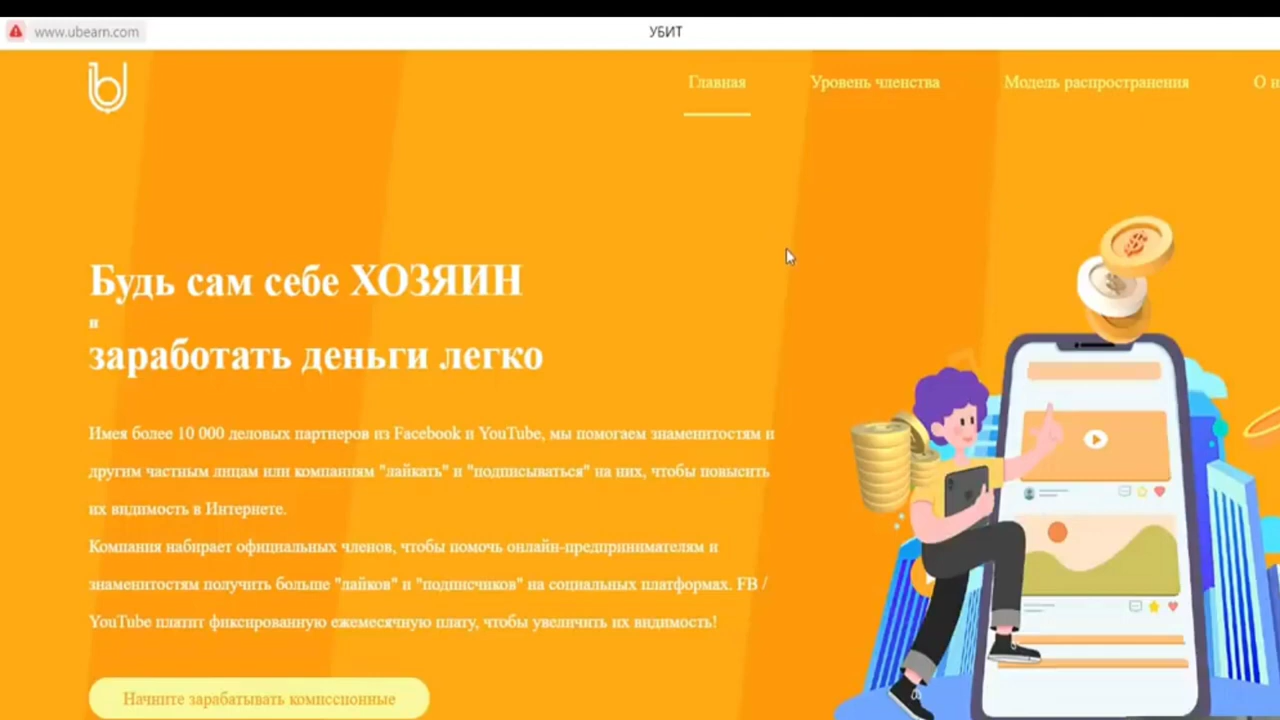 www.ubearn.com
УБИТ
Главная
Уровень членства
Модель распространения
О н
Будь сам себе ХОЗЯИН
и
заработать деньги легко
Имея более 10 000 деловых партнеров из Facebook и YouTube, мы помогаем знаменитостям и
другим частным лицам или компаниям "лайкать" и "подписываться" на них, чтобы повысить
их видимость в Интернете.
Компания набирает официальных членов, чтобы помочь онлайн-предпринимателям и
знаменитостям получить больше "лайков" и "подписчиков" на социальных платформах. FB /
YouTube платит фиксированную ежемесячную плату, чтобы увеличить их видимость!
Начните зарабатывать комиссионные